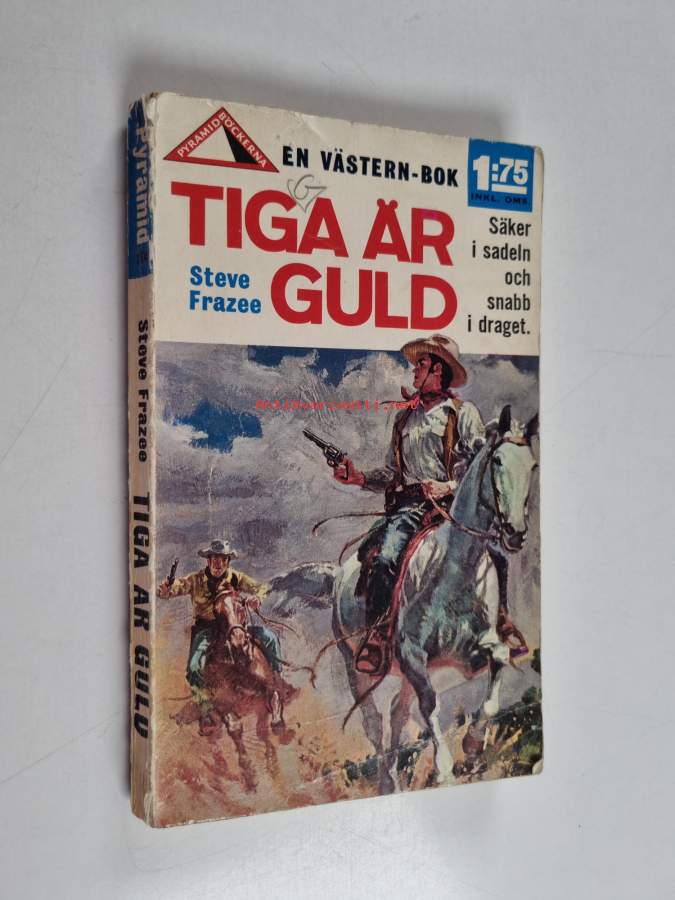 PYRAMIDBÖCKERNA
EN VÄSTERN-BOK
1:75
INKL. OMS
TIGA ÄR
GULD
Steve
Frazee
Säker
i sadeln
och
snabb
i draget.
Pyramid
Steve Frazee
TIGA ÄR GULD